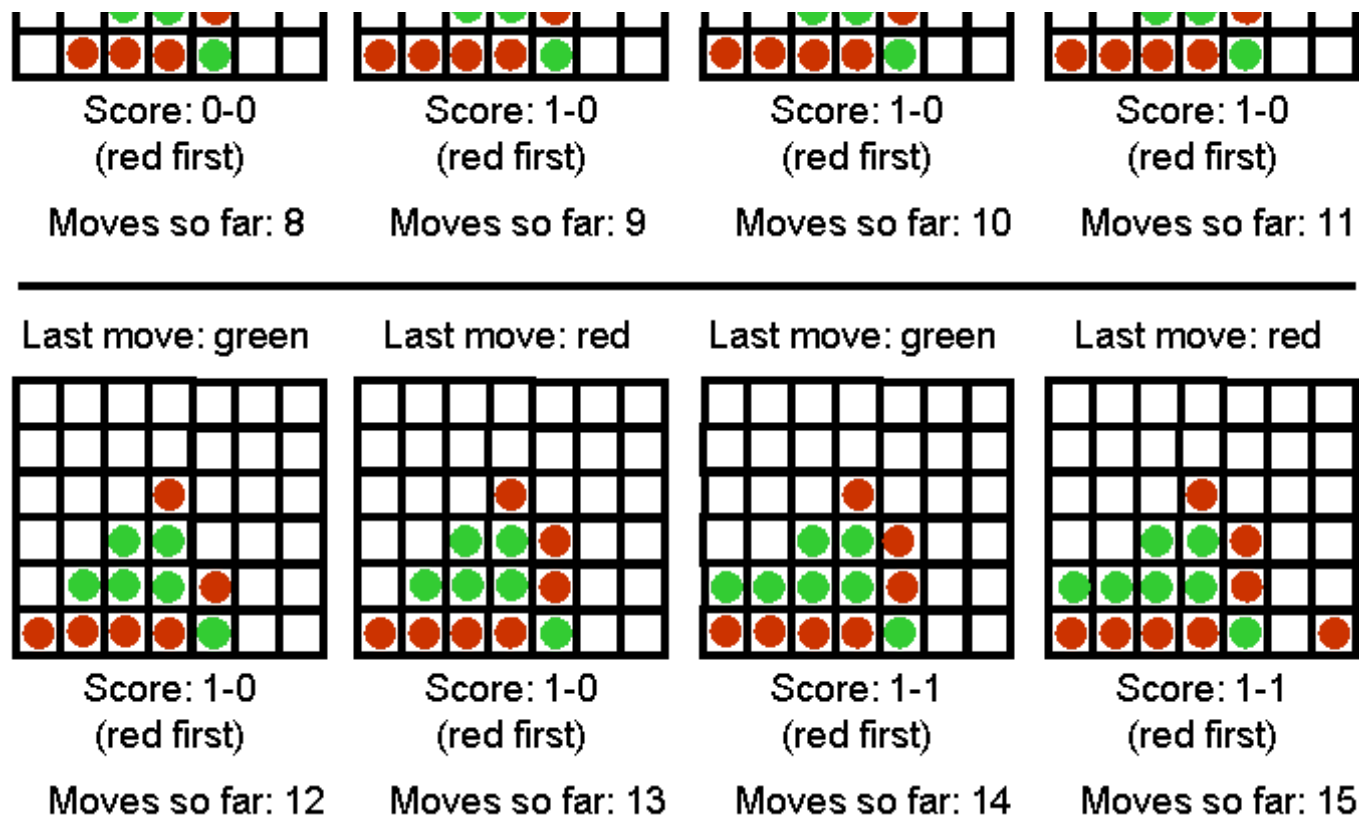 Score: 0-0 Score: 1-0 Score: 1-0 Score: 1-0
(red first) (red first) (red first) (red first)
Moves so far: 8 Moves so far: 9 Moves so far: 10 Moves so far: 11
Last move: green Last move: red Last move: green Last move: red
Score: 1-0 Score: 1-0 Score: 1-1 Score: 1-1
(red first) (red first) (red first) (red first)
Moves so far: 12 Moves so far: 13 Moves so far: 14 Moves so far: 15